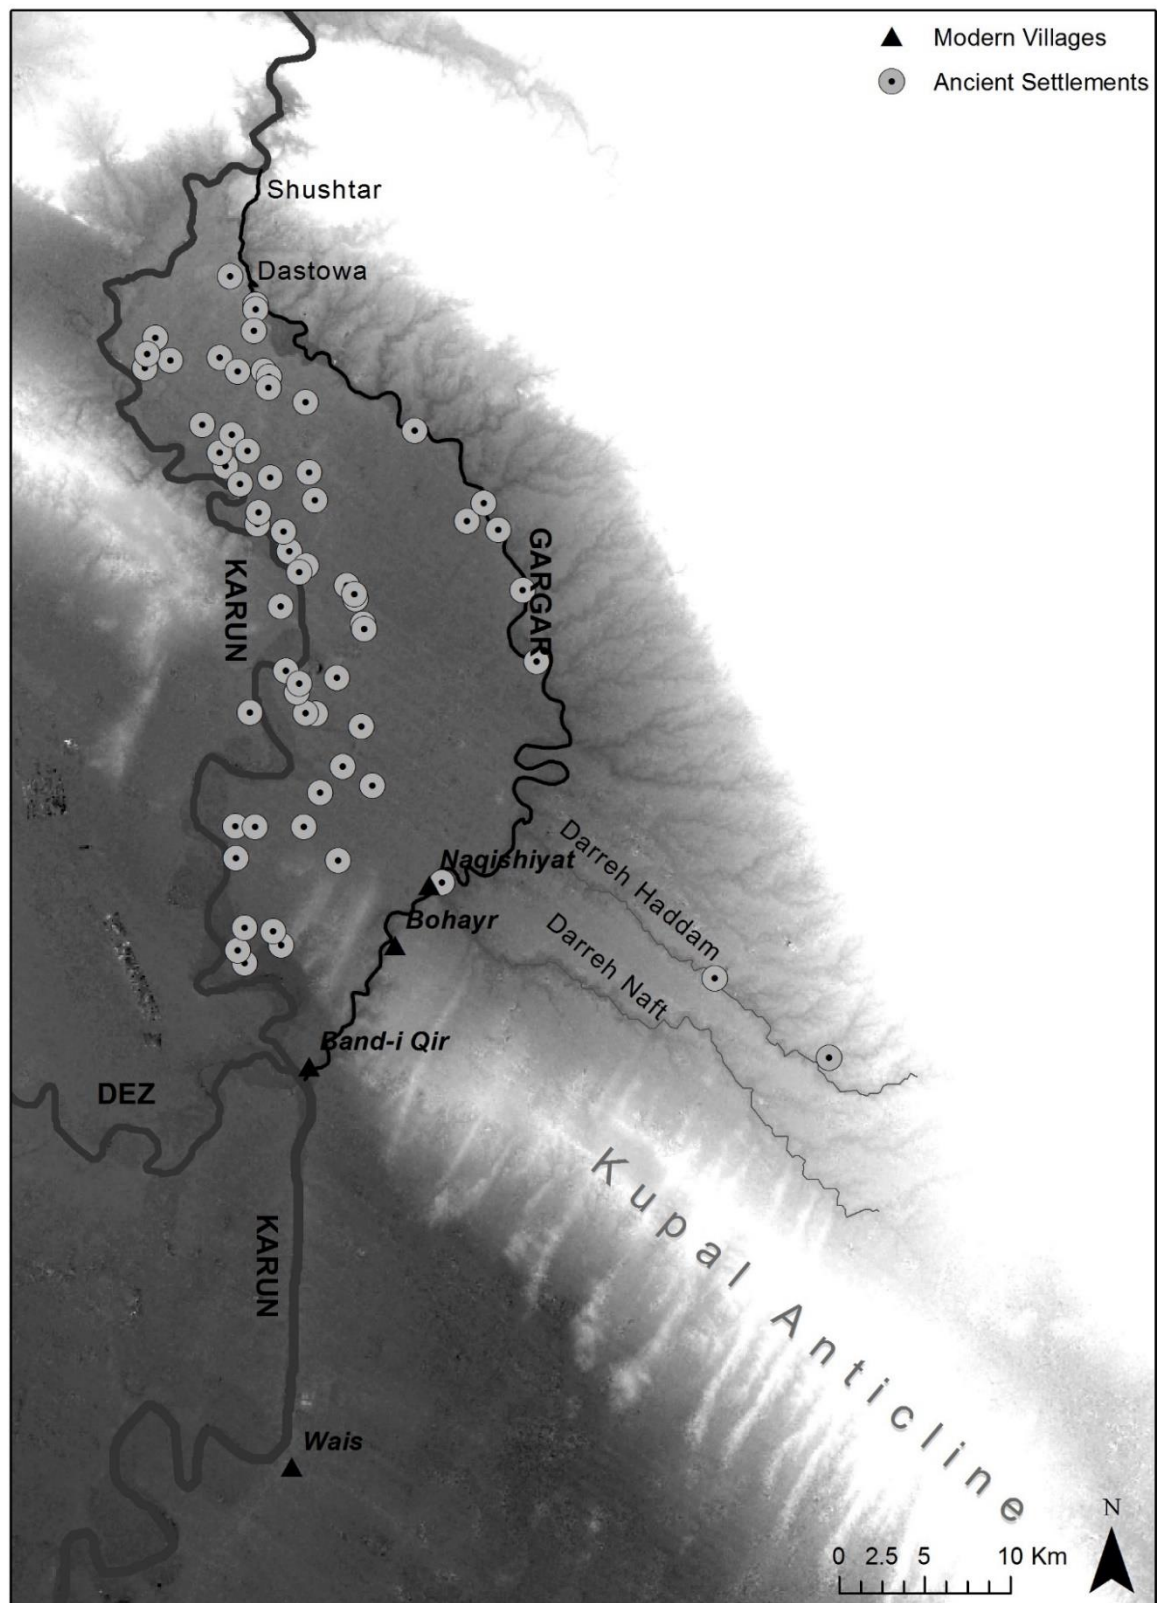 Modern Villages
Ancient Settlements
Shushtar
Dastowa
GARGAR
KARUN
Darreh Haddam
Naqishiyat
Bohayr
Darreh Naft
Band-i Qir
DEZ
Kupal Anticline
KARUN
Wais
N
0 2.5 5 10 Km